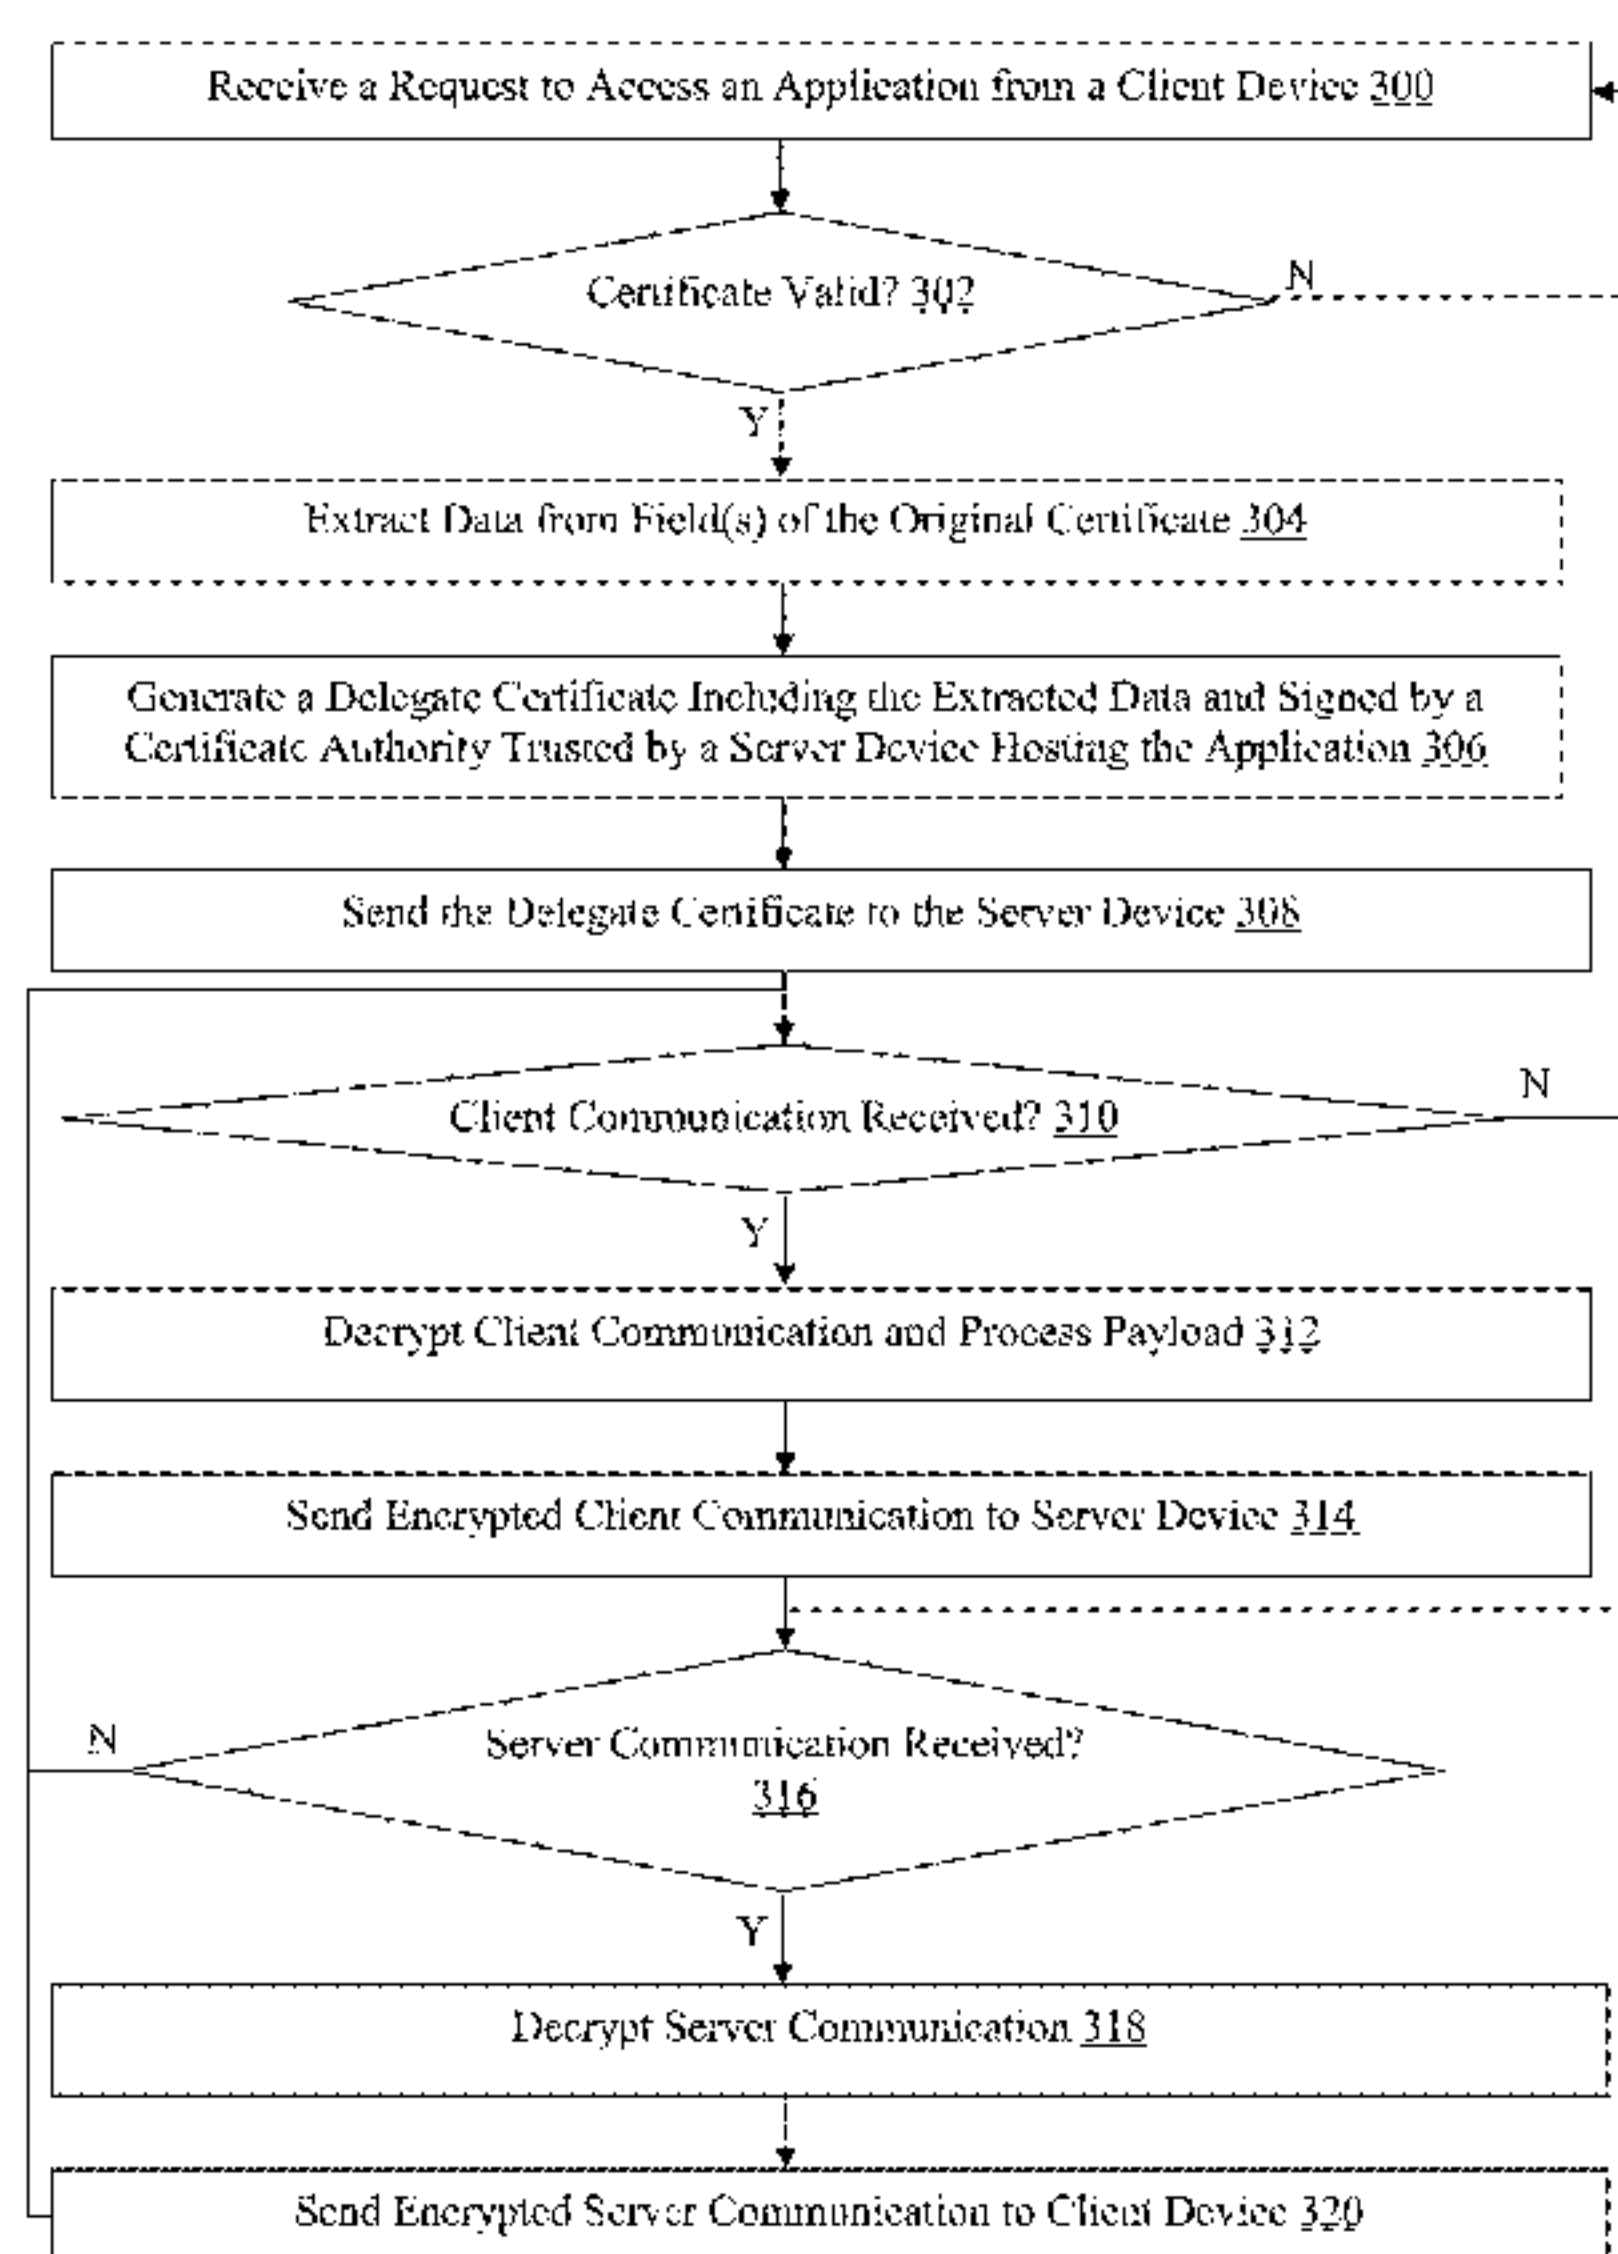 Receive a Request to Access an Application from a Client Device 300
Certificate Valid? 302
N
Y
Extract Data from Field(s) of the Original Certificate 304
Generate a Delegate Certificate Including the Extracted Data and Signed by a
Certificate Authority Trusted by a Server Device Hosting the Application 306
Send the Delegate Certificate to the Server Device 308
N
Client Communication Received? 310
Y
Decrypt Client Communication and Process Payload 312
Send Encrypted Client Communication to Server Device 314
N
Server Communication Received?
316
Y
Decrypt Server Communication 318
Send Encrypted Server Communication to Client Device 320